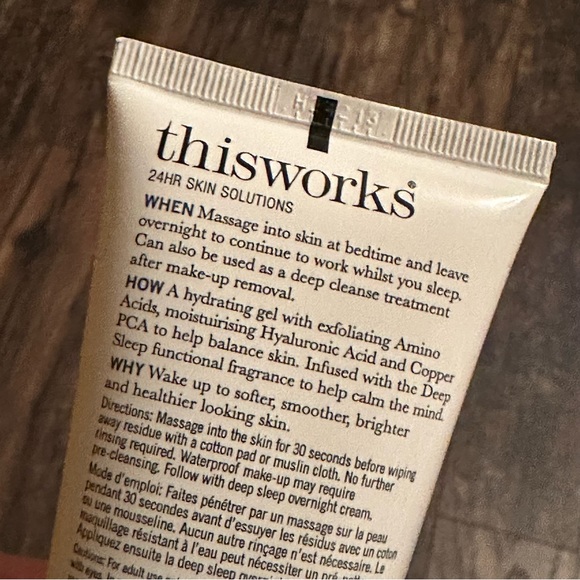 thisworks®
24HR SKIN SOLUTIONS
WHEN Massage into skin at bedtime and leave
overnight to continue to work whilst you sleep.
Can also be used as a deep cleanse treatment
after make-up removal.
HOW A hydrating gel with exfoliating Amino
Acids, moistuirising Hyaluronic Acid and Copper
PCA to help balance skin. Infused with the Deep
Sleep functional fragrance to help calm the mind.
WHY Wake up to softer, smoother, brighter
and healthier looking skin.
Directions: Massage into the skin for 30 seconds before wiping
away residue with a cotton pad or muslin cloth. No further
rinsing required. Waterproof make-up may require
pre-cleansing. Follow with deep sleep overnight cream.
Mode d'emploi: Faites pénétrer par un massage sur la peau
pendant 30 secondes avant d'essuyer les résidus avec un coton
ou une mousseline. Aucun autre rinçage n'est nécessaire. Le
maquillage résistant à l'eau peut nécessiter un
Appliquez ensuite la deep sleep
Cautions: For adult use
with eyes.